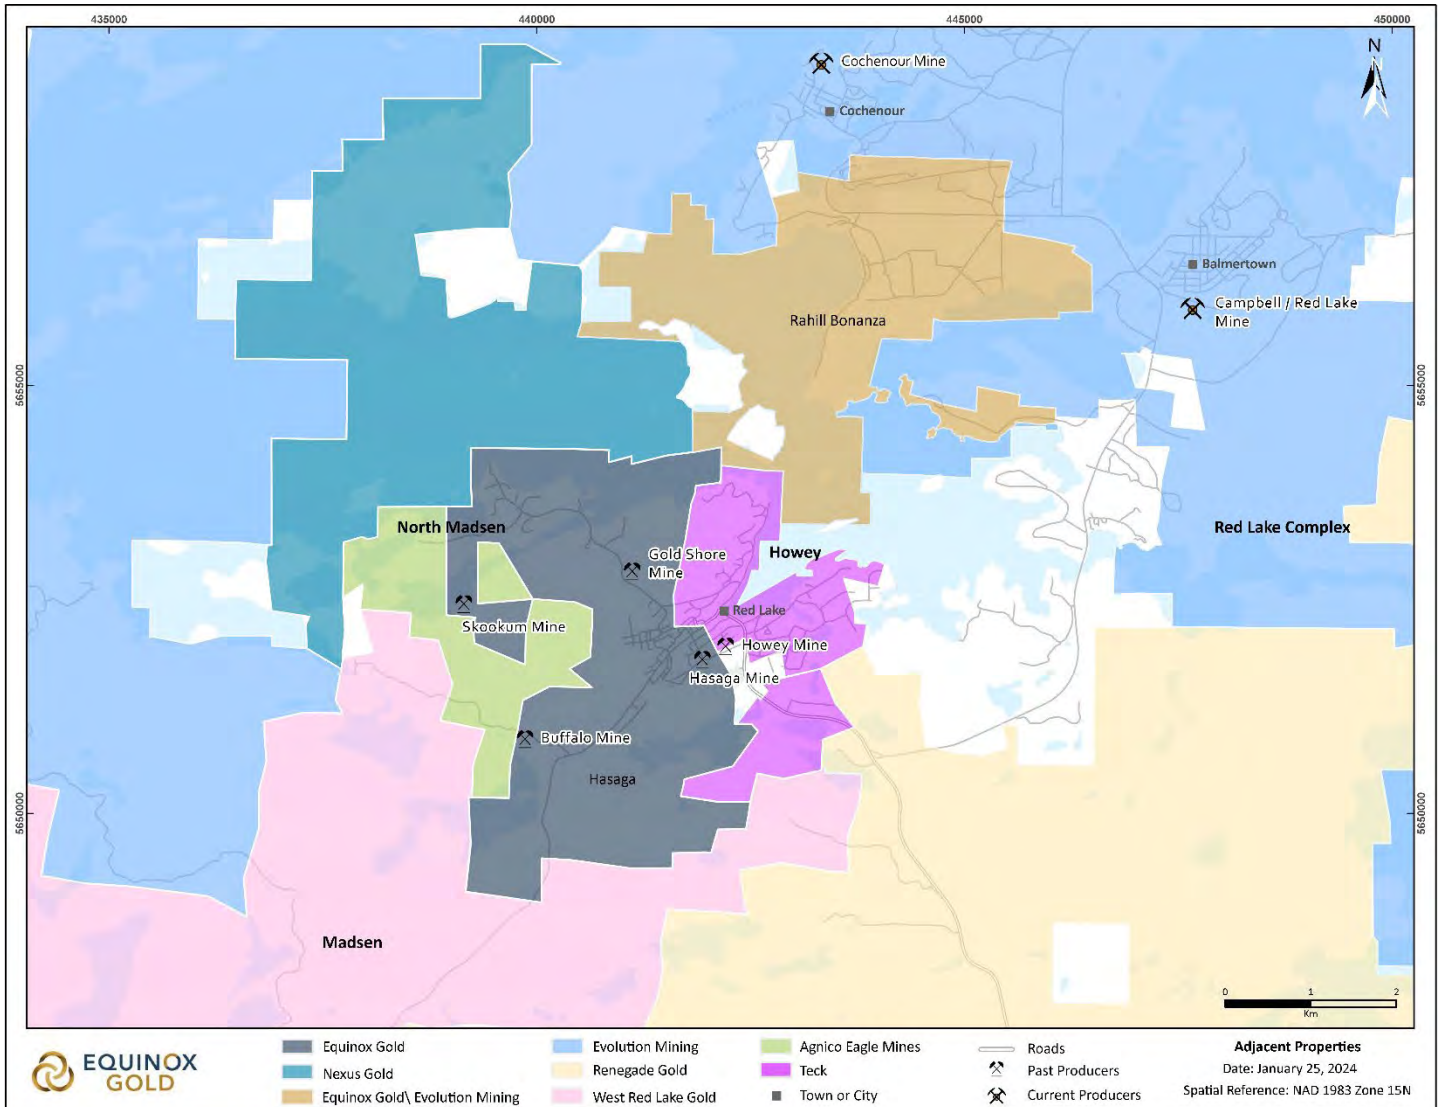 435000
440000
445000
450000
N
Cochenour Mine
Cochenour
Balmertown
Campbell / Red Lake
Mine
Rahill Bonanza
5655000
5655000
North Madsen
Red Lake Complex
Gold Shore
Mine
Howey
Red Lake
Skookum Mine
Howey Mine
Hasaga Mine
Buffalo Mine
Hasaga
5650000
5650000
Madsen
0 1 2
Km
EQUINOX
GOLD
Equinox Gold
Nexus Gold
Equinox Gold\ Evolution Mining
Evolution Mining
Renegade Gold
West Red Lake Gold
Agnico Eagle Mines
Teck
Town or City
Roads
Past Producers
Current Producers
Adjacent Properties
Date: January 25, 2024
Spatial Reference: NAD 1983 Zone 15N